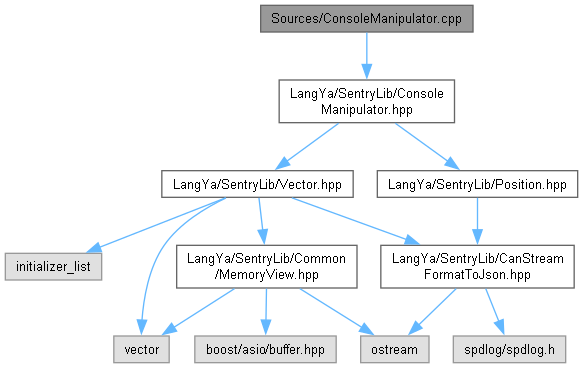 Sources/ConsoleManipulator.cpp
LangYa/SentryLib/Console
Manipulator.hpp
LangYa/SentryLib/Vector.hpp
LangYa/SentryLib/Position.hpp
initializer_list
LangYa/SentryLib/Common
/MemoryView.hpp
LangYa/SentryLib/CanStream
FormatToJson.hpp
vector
boost/asio/buffer.hpp
ostream
spdlog/spdlog.h